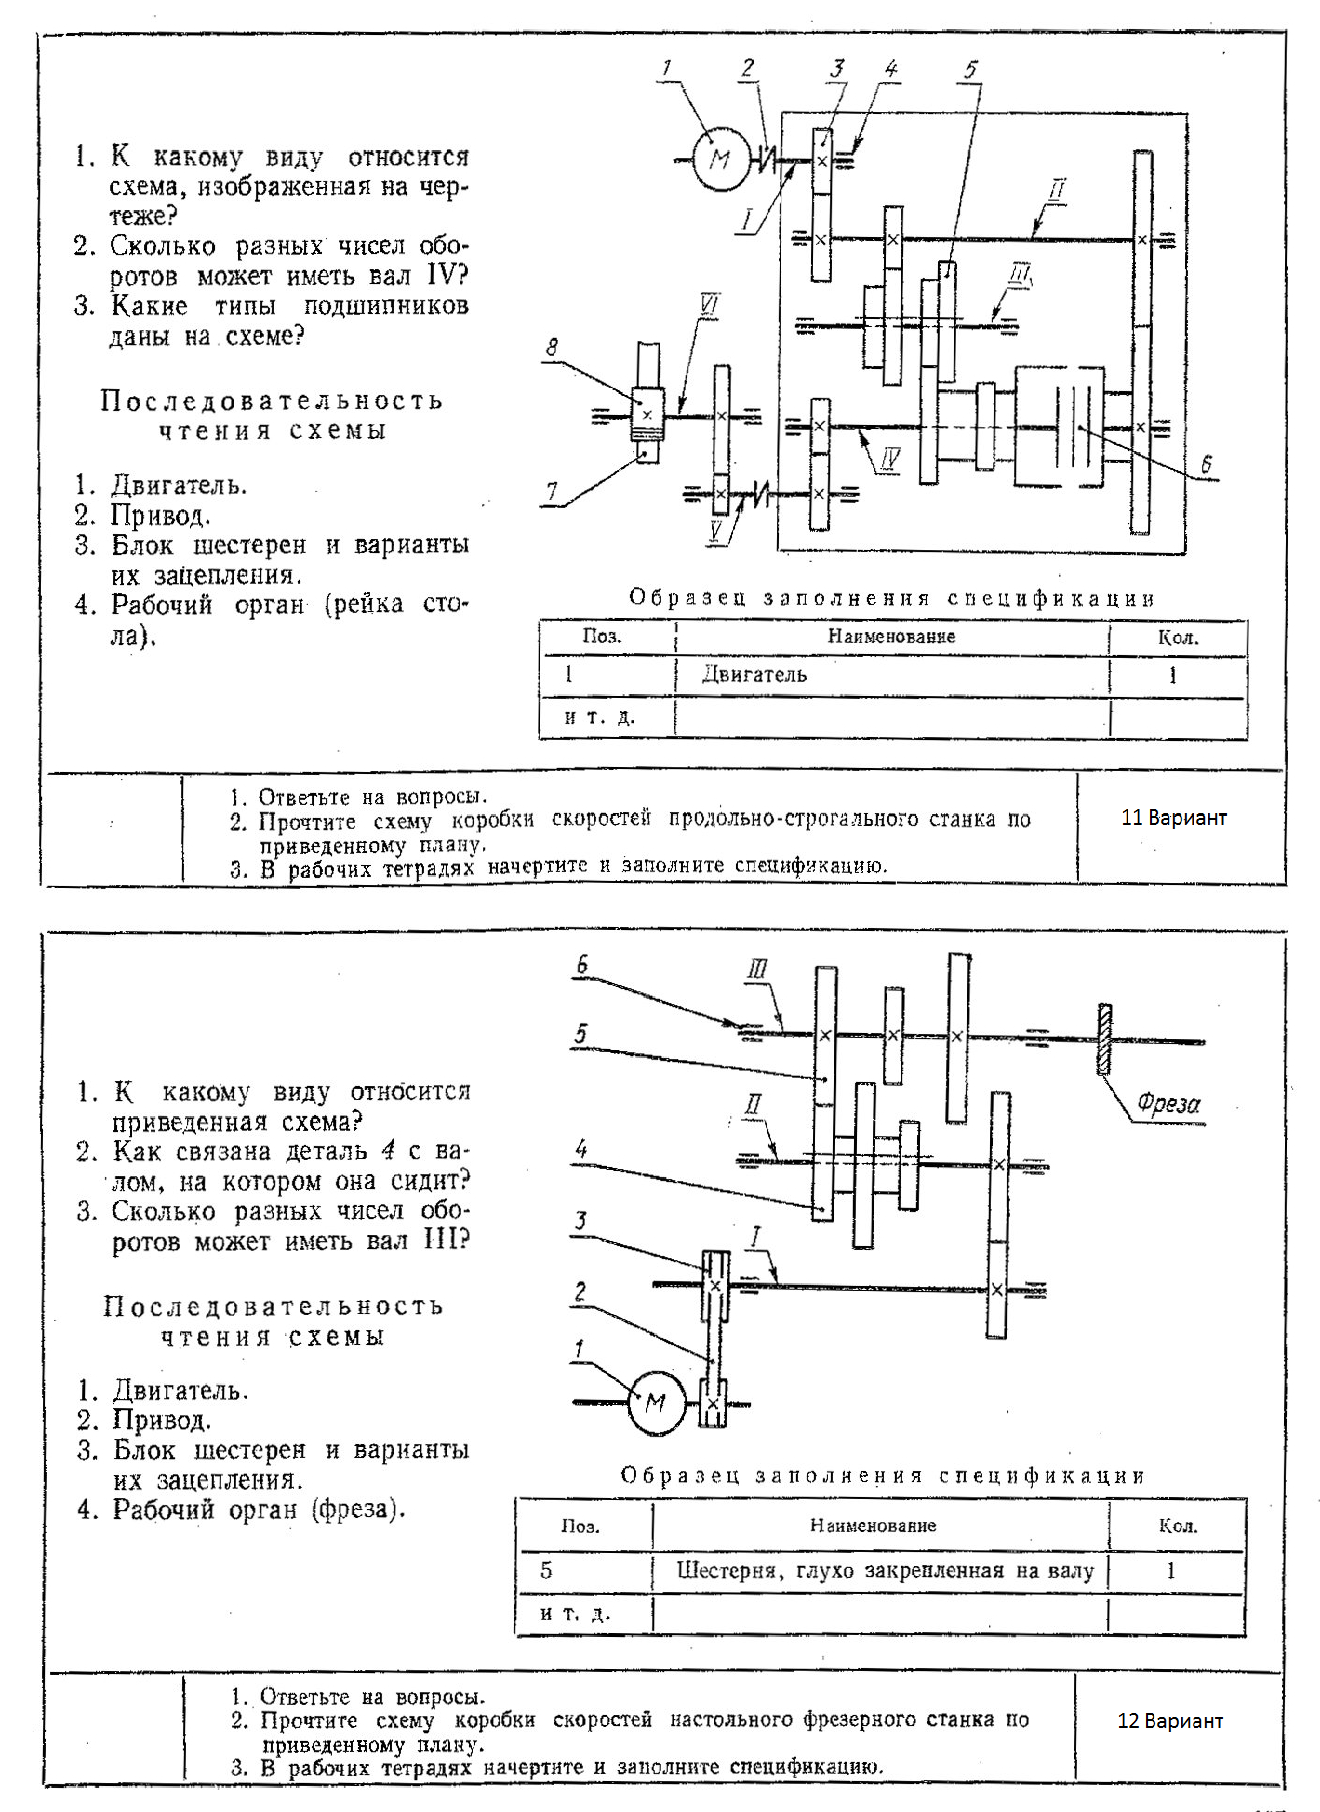 1. К какому виду относится
схема, изображенная на чер-
теже?
2. Сколько разных чисел обо-
ротов может иметь вал IV?
3. Какие типы подшипников
даны на схеме?
Последовательность
чтения схемы
1. Двигатель.
2. Привод.
3. Блок шестерен и варианты
их зацепления.
4. Рабочий орган (рейка сто-
ла).
1 2 3 4 5
М
I
II
III
VI
8
7
IV
V
6
Образец заполнения спецификации
Поз. Наименование Кол.
1 Двигатель 1
и т. д.
1. Ответьте на вопросы.
2. Прочтите схему коробки скоростей продольно-строгального станка по
приведенному плану.
3. В рабочих тетрадях начертите и заполните спецификацию.
11 Вариант
1. К какому виду относится
приведенная схема?
2. Как связана деталь 4 с ва-
лом, на котором она сидит?
3. Сколько разных чисел обо-
ротов может иметь вал III?
Последовательность
чтения схемы
1. Двигатель.
2. Привод.
3. Блок шестерен и варианты
их зацепления.
4. Рабочий орган (фреза).
6
III
5
Фреза
II
4
3
I
2
1
М
Образец заполнения спецификации
Поз. Наименование Кол.
5 Шестерня, глухо закрепленная на валу 1
и т. д.
1. Ответьте на вопросы.
2. Прочтите схему коробки скоростей настольного фрезерного станка по
приведенному плану.
3. В рабочих тетрадях начертите и заполните спецификацию.
12 Вариант